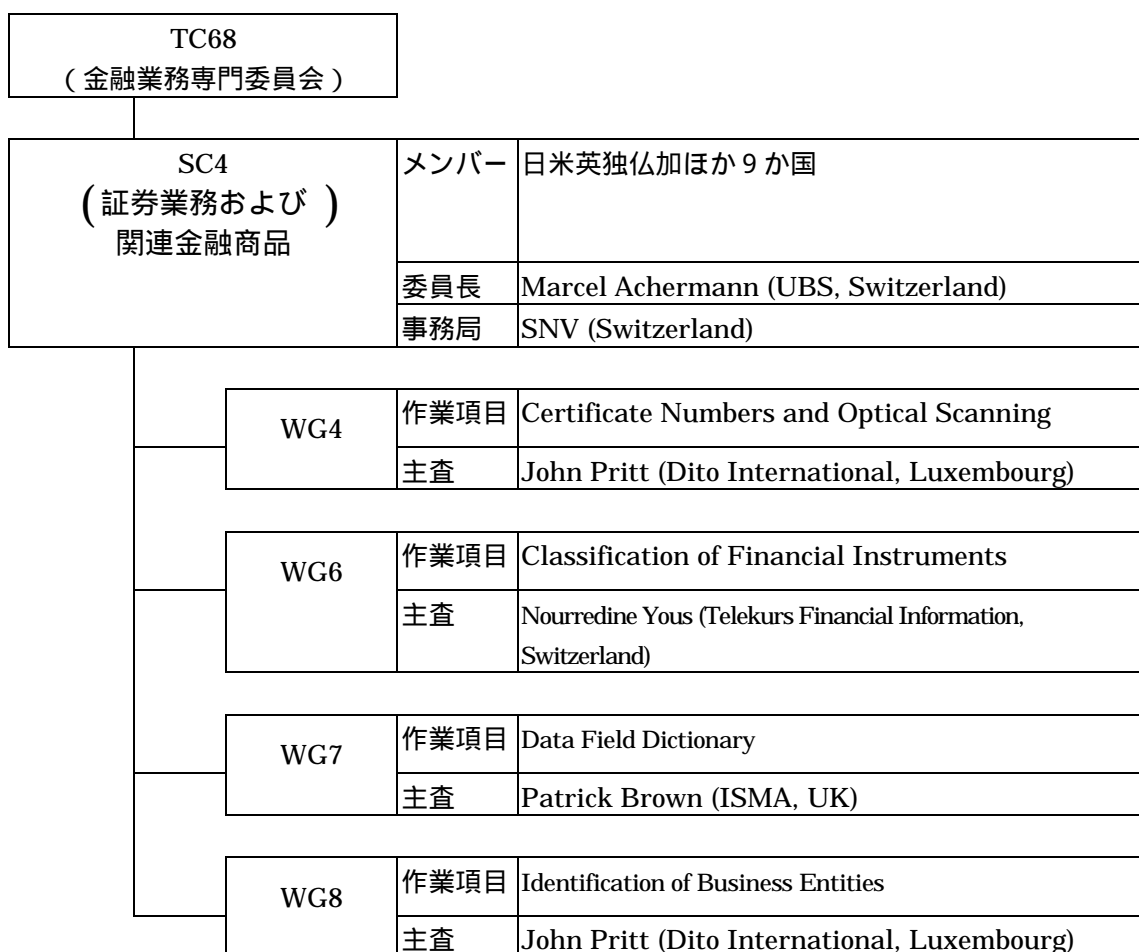 TC68
（金融業務専門委員会）
SC4
(証券業務および)
関連金融商品
メンバー 日米英独仏加ほか９か国
委員長 Marcel Achermann (UBS, Switzerland)
事務局 SNV (Switzerland)
WG4
作業項目 Certificate Numbers and Optical Scanning
主査 John Pritt (Dito International, Luxembourg)
WG6
作業項目 Classification of Financial Instruments
主査 Nourredine Yous (Telekurs Financial Information,
Switzerland)
WG7
作業項目 Data Field Dictionary
主査 Patrick Brown (ISMA, UK)
WG8
作業項目 Identification of Business Entities
主査 John Pritt (Dito International, Luxembourg)